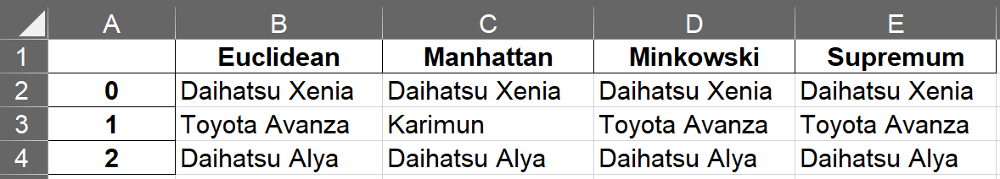 A B C D E
1 Euclidean Manhattan Minkowski Supremum
2 0 Daihatsu Xenia Daihatsu Xenia Daihatsu Xenia Daihatsu Xenia
3 1 Toyota Avanza Karimun Toyota Avanza Toyota Avanza
4 2 Daihatsu Alya Daihatsu Alya Daihatsu Alya Daihatsu Alya